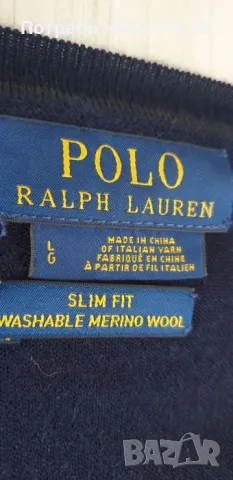 POLO
RALPH LAUREN
L
G
MADE IN CHINA
OF ITALIAN YARN
FABRIQUÉ EN CHINE
À PARTIR DE FIL ITALIEN
SLIM FIT
WASHABLE MERINO WOOL
BAZAR.BG